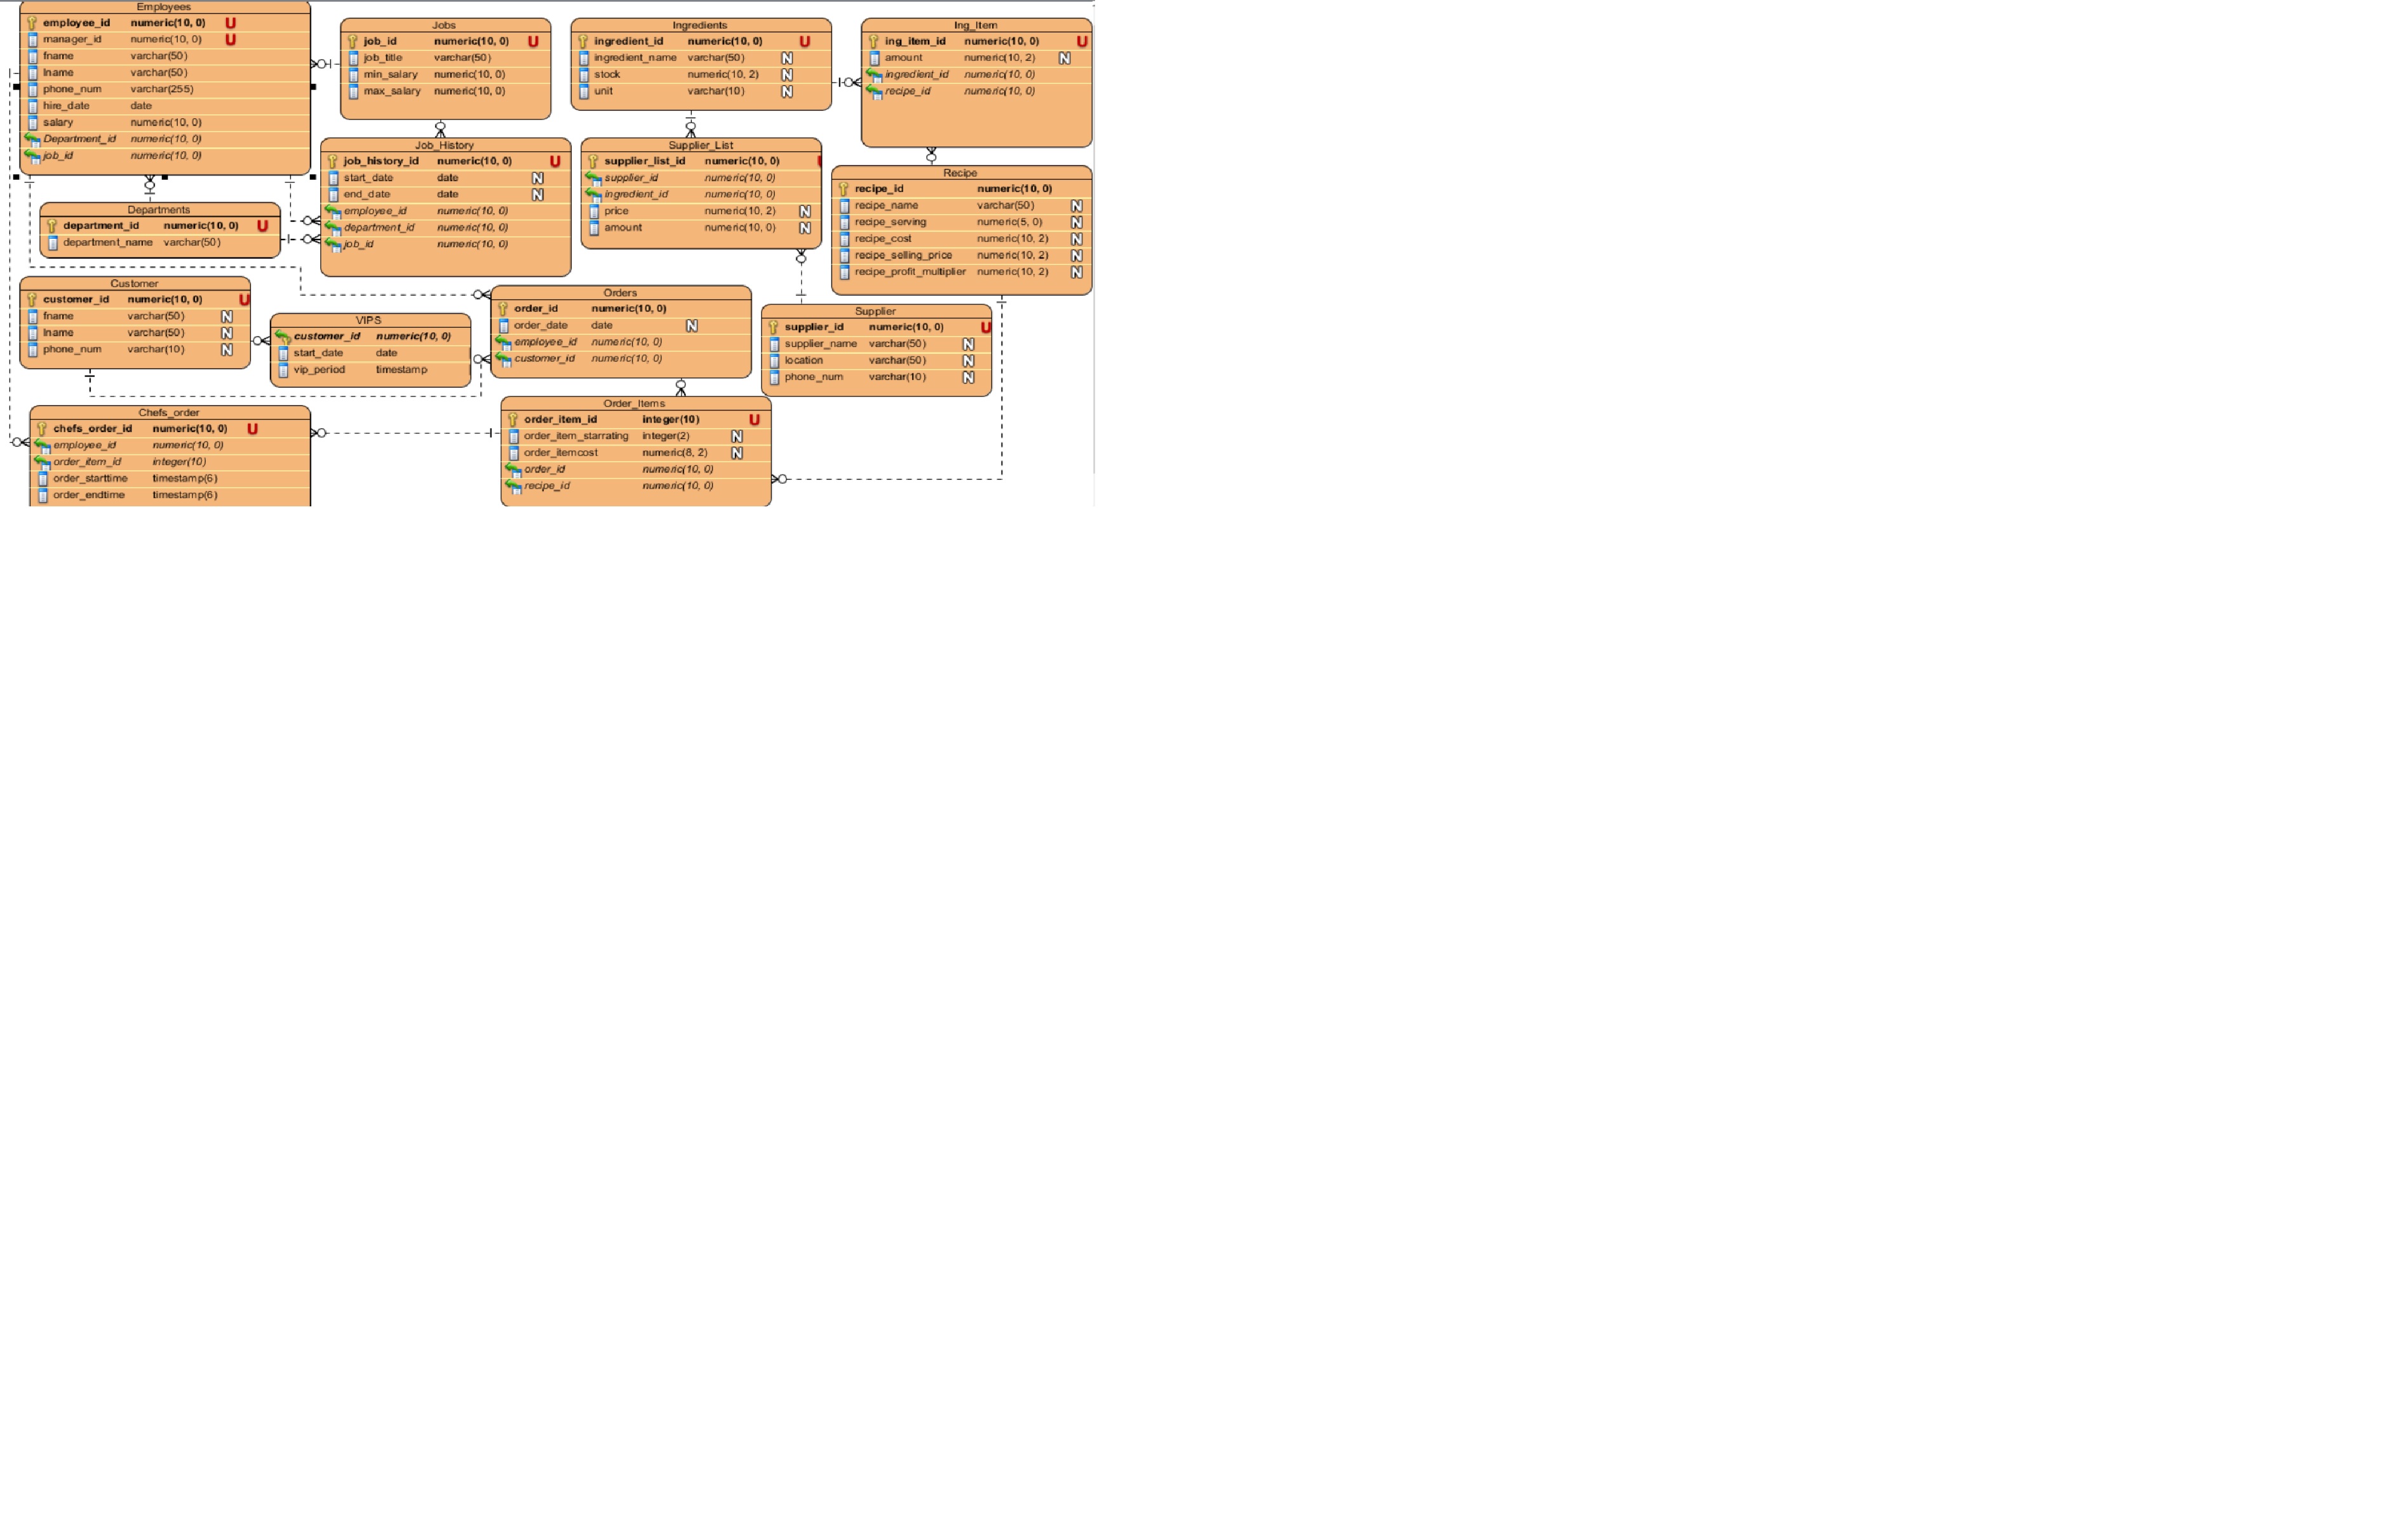 Employees
employee_id numeric(10, 0) U
manager_id numeric(10, 0) U
fname varchar(50)
lname varchar(50)
phone_num varchar(255)
hire_date date
salary numeric(10, 0)
Department_id numeric(10, 0)
job_id numeric(10, 0)
Jobs
job_id numeric(10, 0) U
job_title varchar(50)
min_salary numeric(10, 0)
max_salary numeric(10, 0)
Ingredients
ingredient_id numeric(10, 0) U
ingredient_name varchar(50) N
stock numeric(10, 2) N
unit varchar(10) N
Ing_Item
ing_item_id numeric(10, 0) U
amount numeric(10, 2) N
ingredient_id numeric(10, 0)
recipe_id numeric(10, 0)
Job_History
job_history_id numeric(10, 0) U
start_date date N
end_date date N
employee_id numeric(10, 0)
department_id numeric(10, 0)
job_id numeric(10, 0)
Supplier_List
supplier_list_id numeric(10, 0)
supplier_id numeric(10, 0)
ingredient_id numeric(10, 0)
price numeric(10, 2) N
amount numeric(10, 0) N
Recipe
recipe_id numeric(10, 0)
recipe_name varchar(50) N
recipe_serving numeric(5, 0) N
recipe_cost numeric(10, 2) N
recipe_selling_price numeric(10, 2) N
recipe_profit_multiplier numeric(10, 2) N
Departments
department_id numeric(10, 0) U
department_name varchar(50)
Customer
customer_id numeric(10, 0) U
fname varchar(50) N
lname varchar(50) N
phone_num varchar(10) N
VIPS
customer_id numeric(10, 0)
start_date date
vip_period timestamp
Orders
order_id numeric(10, 0)
order_date date N
employee_id numeric(10, 0)
customer_id numeric(10, 0)
Supplier
supplier_id numeric(10, 0) U
supplier_name varchar(50) N
location varchar(50) N
phone_num varchar(10) N
Chefs_order
chefs_order_id numeric(10, 0) U
employee_id numeric(10, 0)
order_item_id integer(10)
order_starttime timestamp(6)
order_endtime timestamp(6)
Order_Items
order_item_id integer(10) U
order_item_starrating integer(2) N
order_itemcost numeric(8, 2) N
order_id numeric(10, 0)
recipe_id numeric(10, 0)